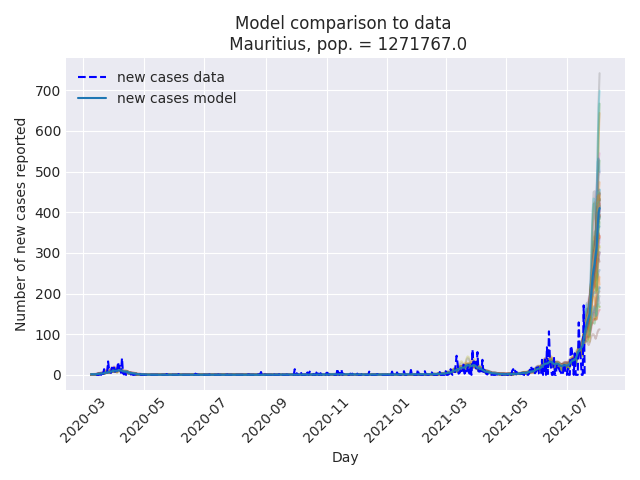 Model comparison to data
Mauritius, pop. = 1271767.0
new cases data
new cases model
Number of new cases reported
700
600
500
400
300
200
100
0
2020-03
2020-05
2020-07
2020-09
2020-11
2021-01
2021-03
2021-05
2021-07
Day